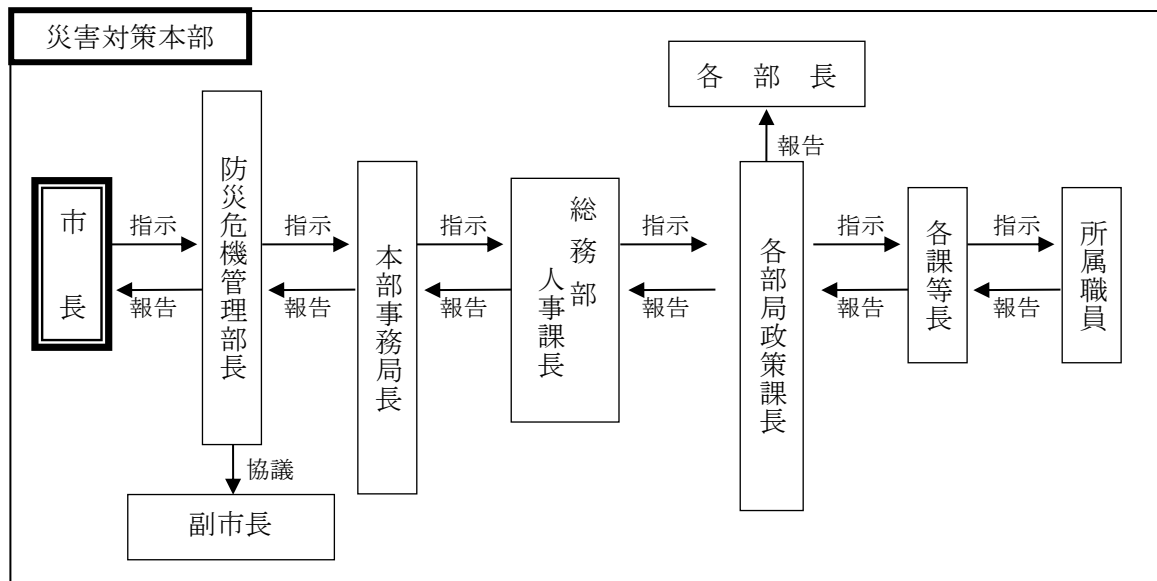 災害対策本部
各　部　長
報告
市長
指示
報告
防災危機管理部長
協議
副市長
指示
報告
本部事務局長
指示
報告
総務部
人事課長
指示
報告
各部局政策課長
指示
報告
各課等長
指示
報告
所属職員